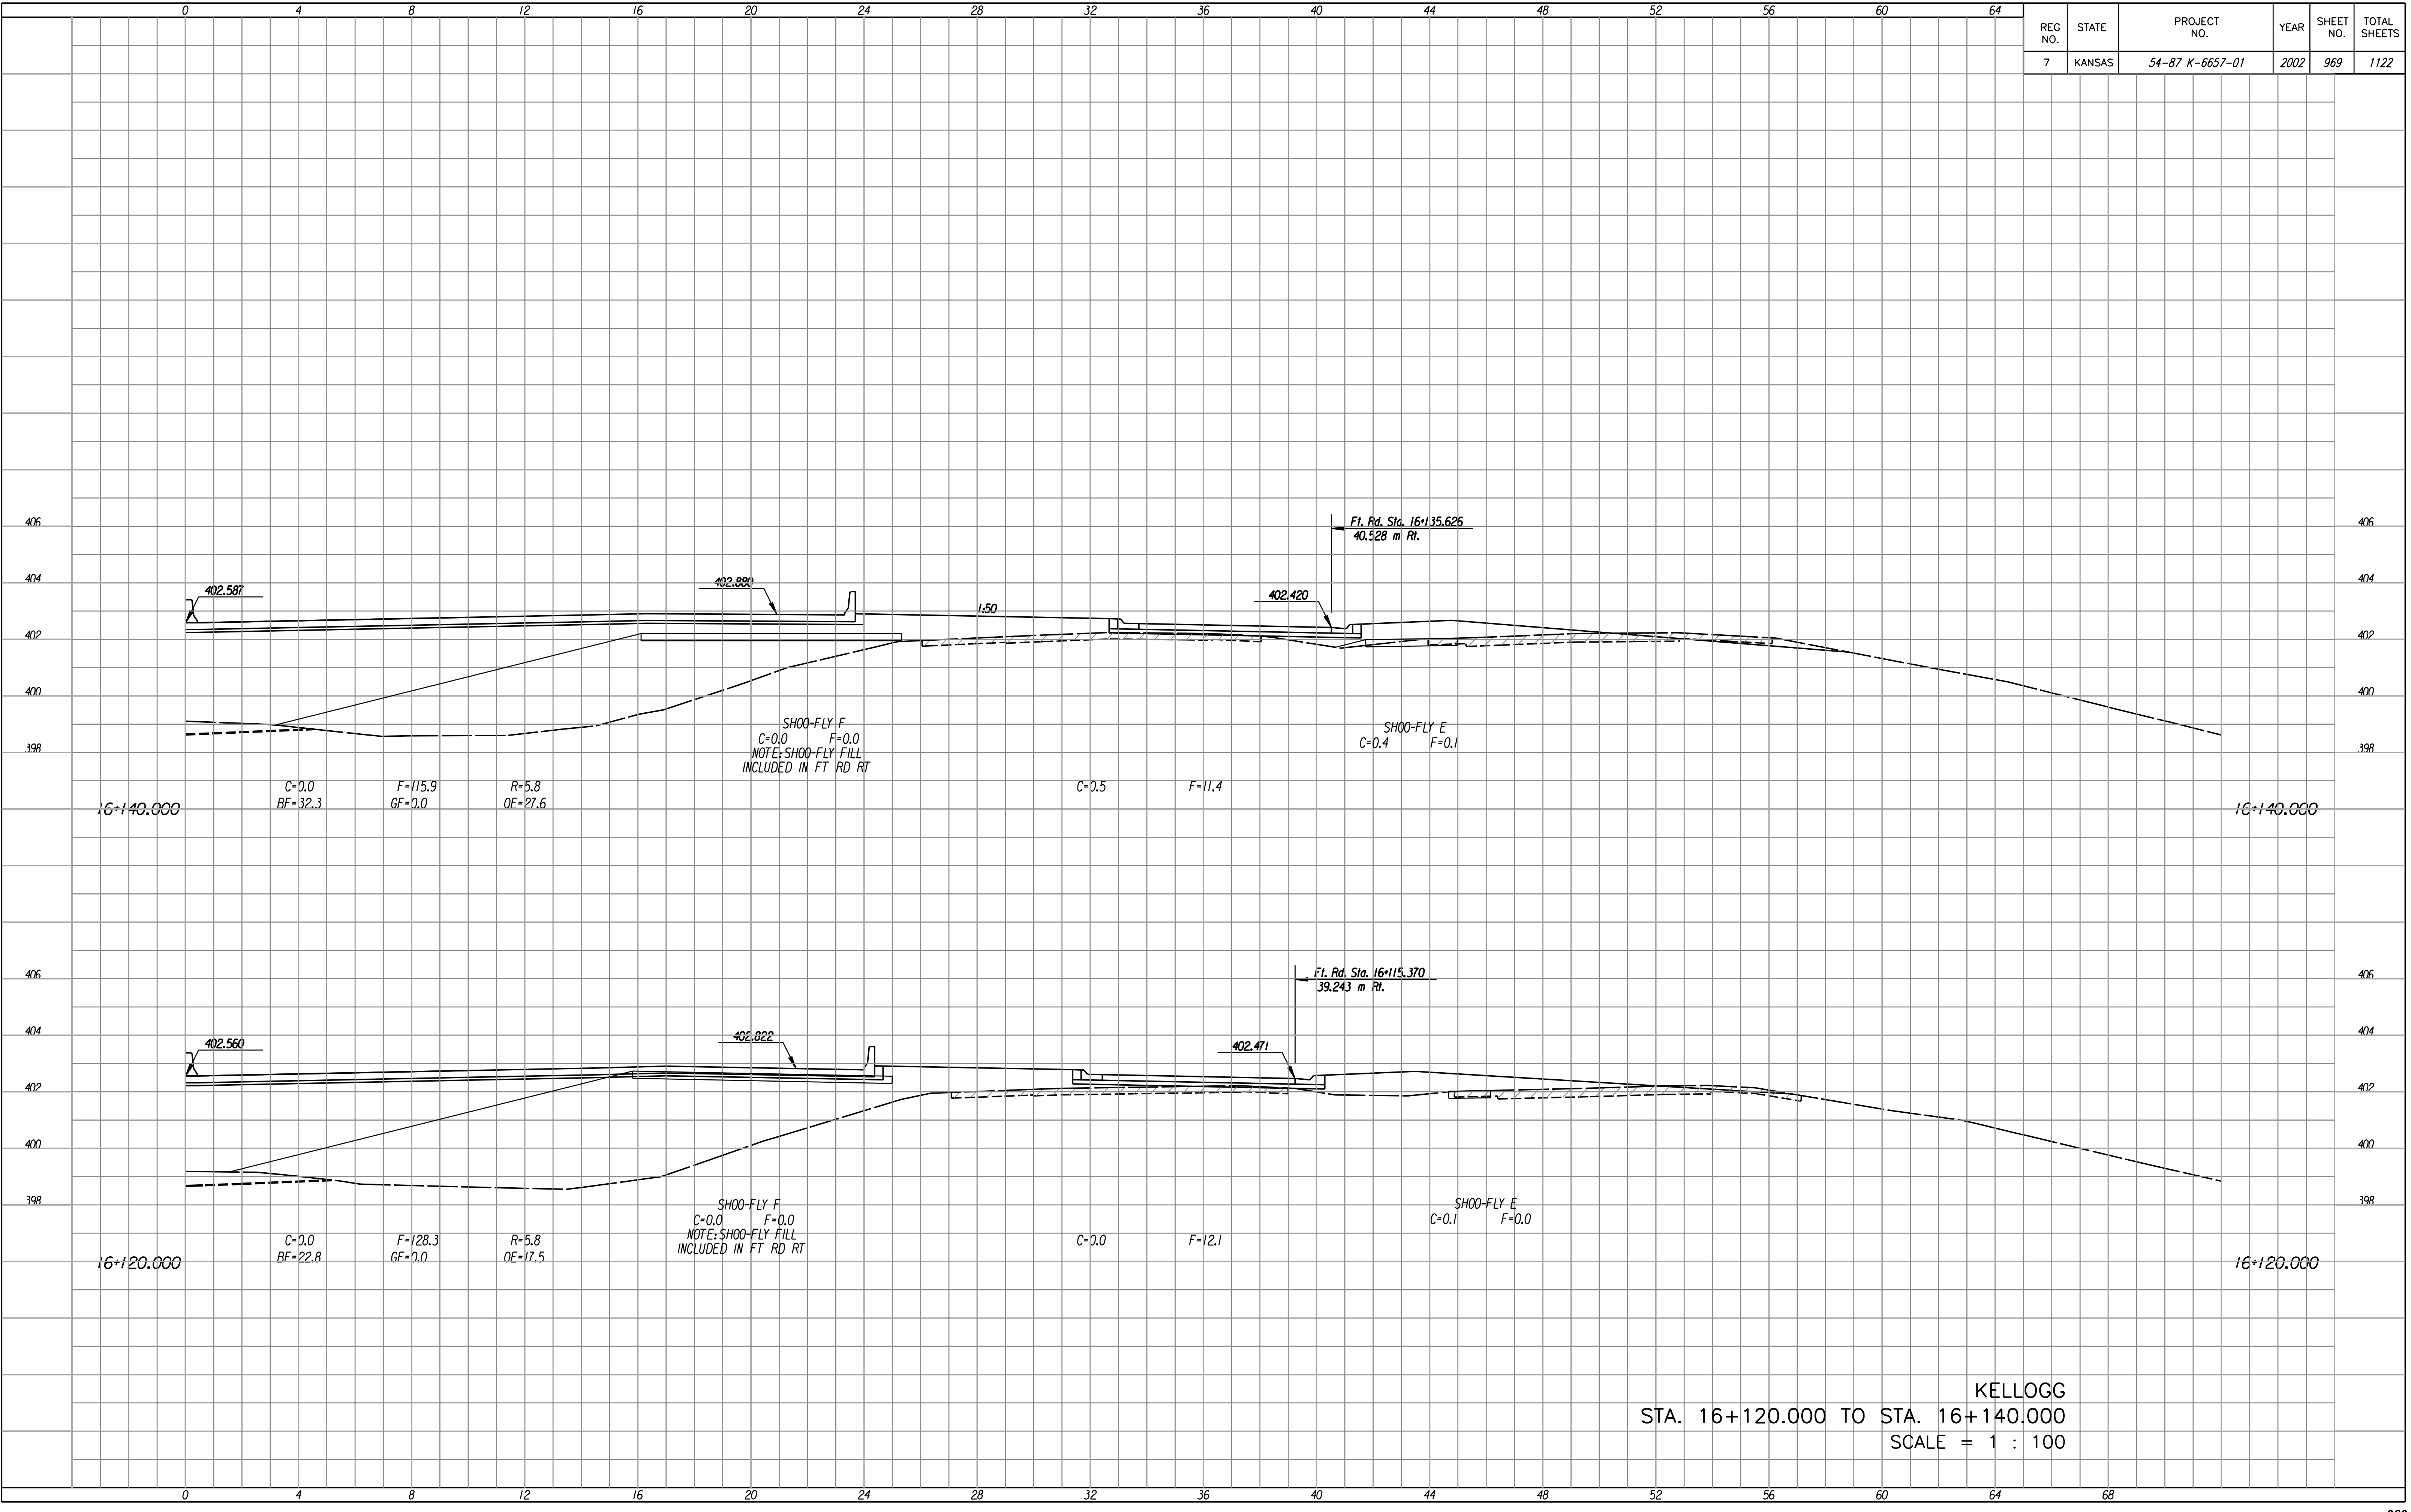 0 4 8 12 16 20 24 28 32 36 40 44 48 52 56 60 64
REG NO. STATE PROJECT NO. YEAR SHEET NO. TOTAL SHEETS
7 KANSAS 54-87 K-6657-01 2002 969 1122
406 406
Ft. Rd. Sta. 16+135.626
40.528 m Rt.
404 404
402.587 402.880 402.420
1:50
402 402
400 400
SHOO-FLY F
C=0.0 F=0.0
NOTE: SHOO-FLY FILL
INCLUDED IN FT RD RT
SHOO-FLY E
C=0.4 F=0.1
398 398
C=0.0 F=115.9 R=5.8 C=0.5 F=11.4
BF=32.3 GF=0.0 OE=27.6
16+140.000 16+140.000
406 406
Ft. Rd. Sta. 16+115.370
39.243 m Rt.
404 404
402.560 402.822 402.471
402 402
400 400
398 398
SHOO-FLY F
C=0.0 F=0.0
NOTE: SHOO-FLY FILL
INCLUDED IN FT RD RT
SHOO-FLY E
C=0.1 F=0.0
C=0.0 F=128.3 R=5.8 C=0.0 F=12.1
BF=22.8 GF=0.0 OE=17.5
16+120.000 16+120.000
KELLOGG
STA. 16+120.000 TO STA. 16+140.000
SCALE = 1 : 100
0 4 8 12 16 20 24 28 32 36 40 44 48 52 56 60 64 68